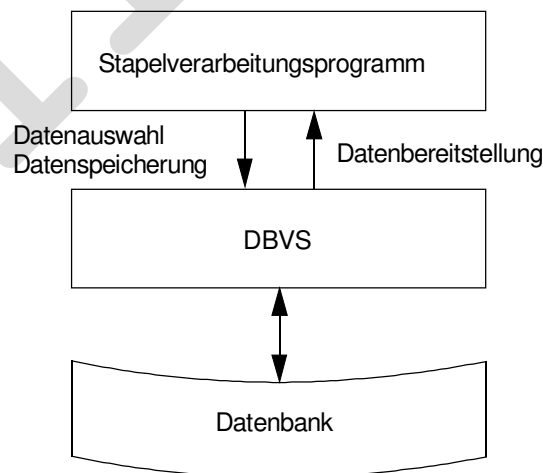 Stapelverarbeitungsprogramm
Datenauswahl
Datenspeicherung
Datenbereitstellung
DBVS
Datenbank